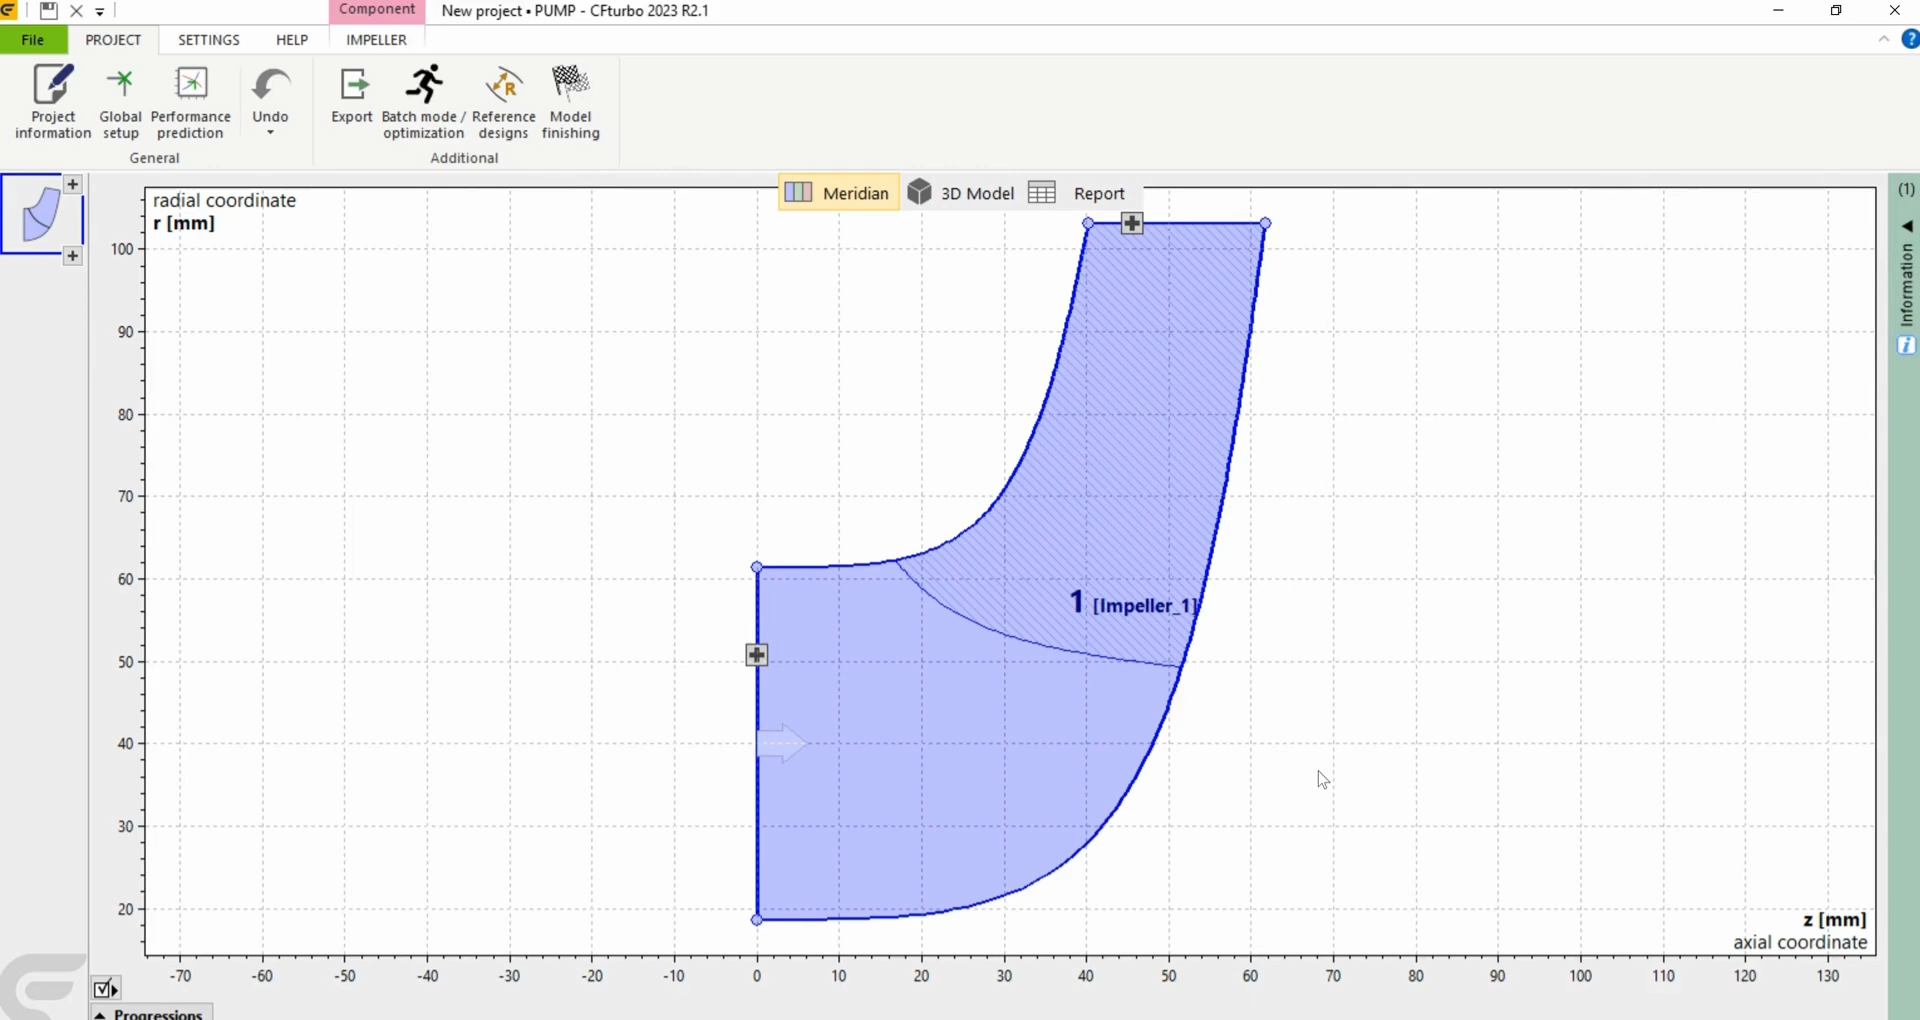 Component
New project • PUMP - CFturbo 2023 R2.1
File
PROJECT
SETTINGS
HELP
IMPELLER
?
Project
information
Global
setup
Performance
prediction
Undo
Export
Batch mode /
optimization
Reference
designs
Model
finishing
General
Additional
Meridian
3D Model
Report
radial coordinate
r [mm]
(1)
Information
100
90
80
70
60
50
40
30
20
1 [Impeller_1]
z [mm]
axial coordinate
-70 -60 -50 -40 -30 -20 -10 0 10 20 30 40 50 60 70 80 90 100 110 120 130
Progressions